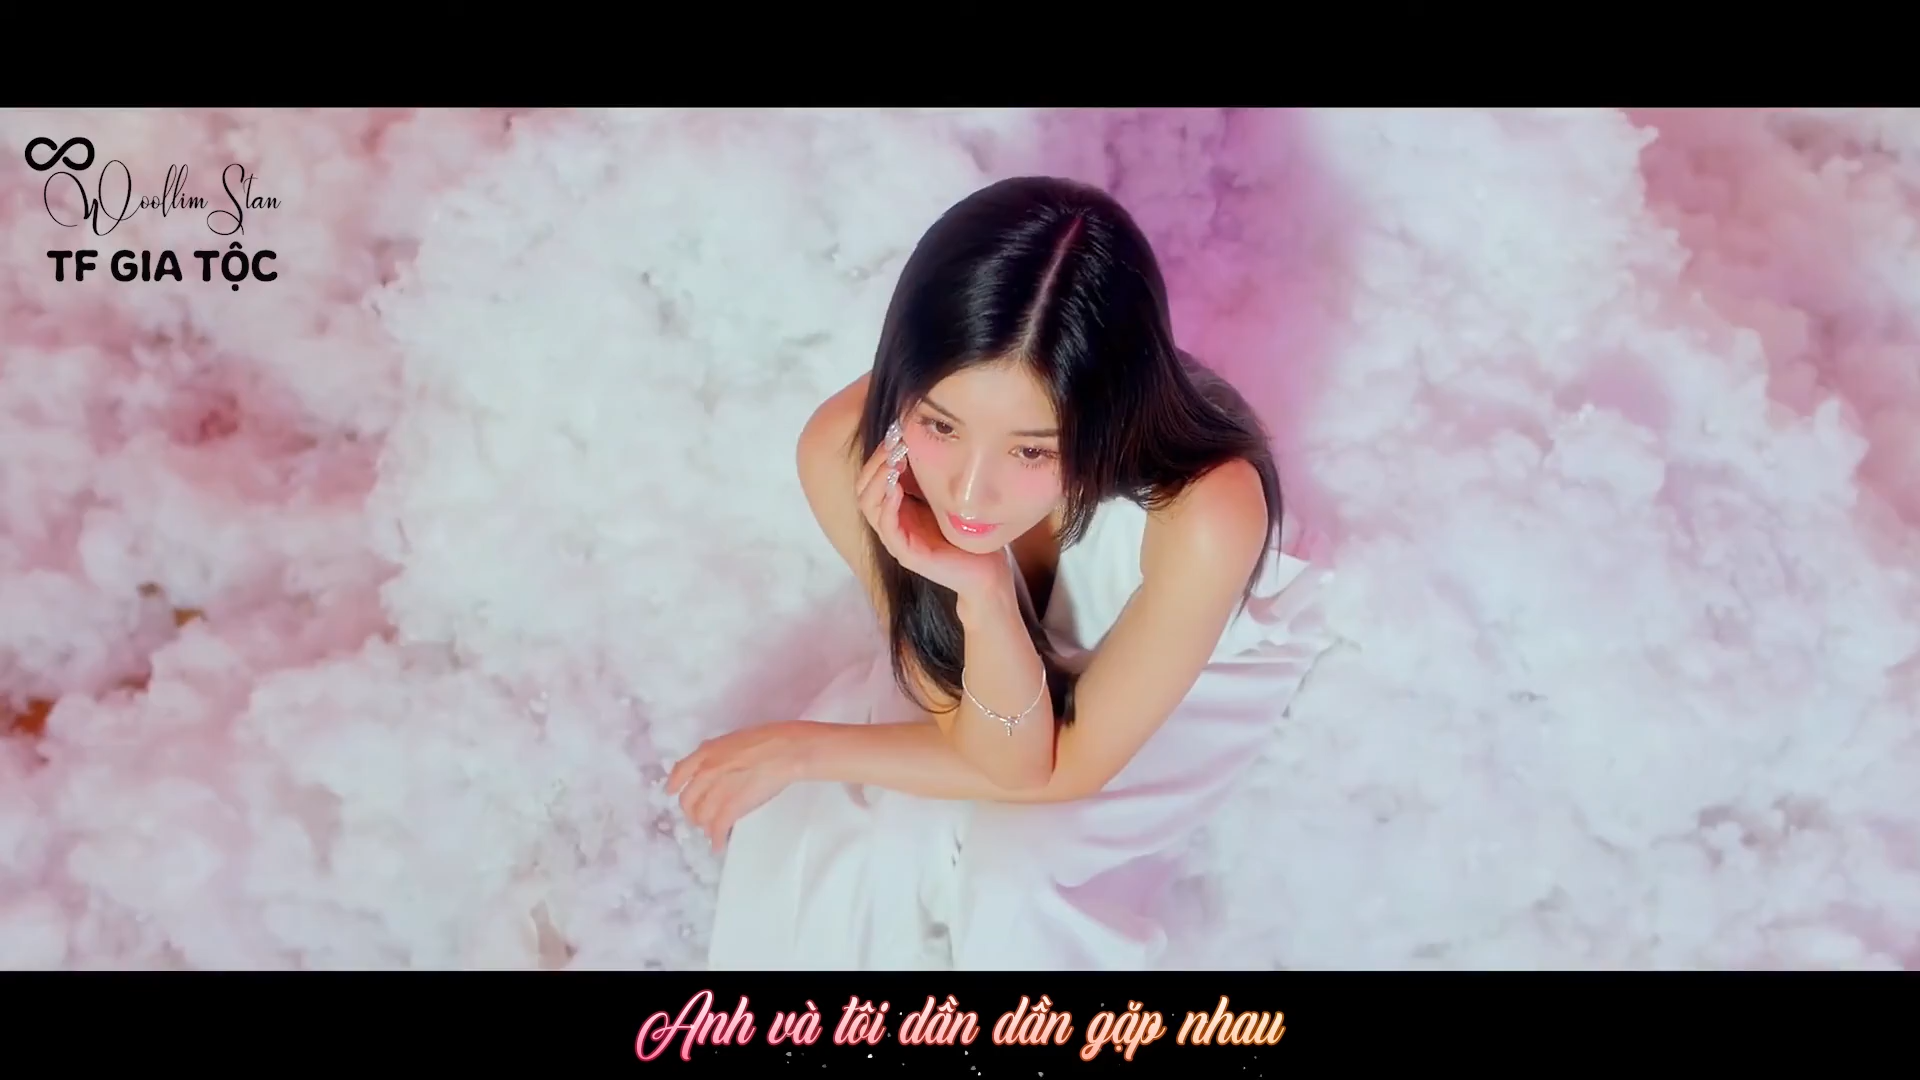 Woollim Stan
TF GIA TỘC
Anh và tôi dần dần gặp nhau